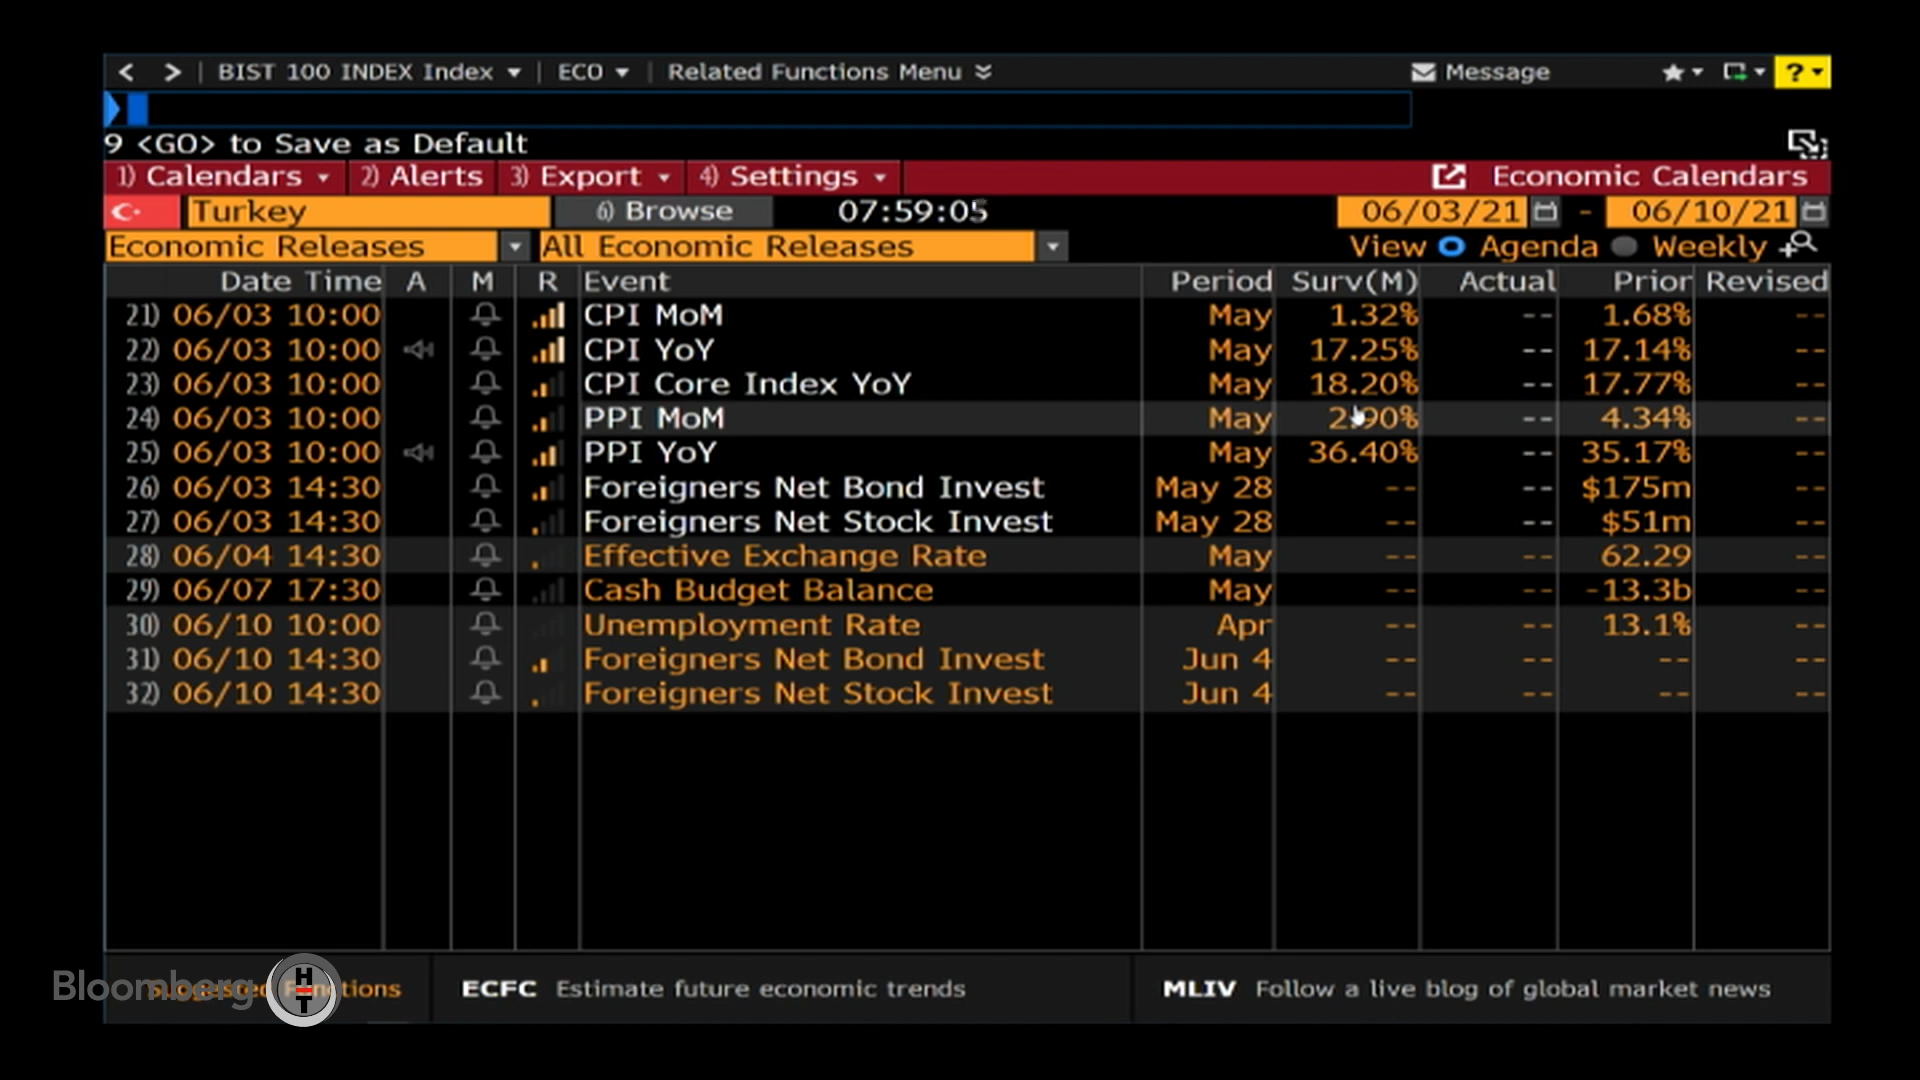 < > BIST 100 INDEX Index ECO Related Functions Menu Message ?
9 <GO> to Save as Default
1) Calendars 2) Alerts 3) Export 4) Settings Economic Calendars
Turkey 6) Browse 07:59:05 06/03/21 - 06/10/21
Economic Releases All Economic Releases View Agenda Weekly
Date Time A M R Event Period Surv(M) Actual Prior Revised
21) 06/03 10:00 CPI MoM May 1.32% -- 1.68% --
22) 06/03 10:00 CPI YoY May 17.25% -- 17.14% --
23) 06/03 10:00 CPI Core Index YoY May 18.20% -- 17.77% --
24) 06/03 10:00 PPI MoM May 2.90% -- 4.34% --
25) 06/03 10:00 PPI YoY May 36.40% -- 35.17% --
26) 06/03 14:30 Foreigners Net Bond Invest May 28 -- -- $175m --
27) 06/03 14:30 Foreigners Net Stock Invest May 28 -- -- $51m --
28) 06/04 14:30 Effective Exchange Rate May -- -- 62.29 --
29) 06/07 17:30 Cash Budget Balance May -- -- -13.3b --
30) 06/10 10:00 Unemployment Rate Apr -- -- 13.1% --
31) 06/10 14:30 Foreigners Net Bond Invest Jun 4 -- -- -- --
32) 06/10 14:30 Foreigners Net Stock Invest Jun 4 -- -- -- --
Suggested Functions ECFC Estimate future economic trends MLIV Follow a live blog of global market news
Bloomberg HT